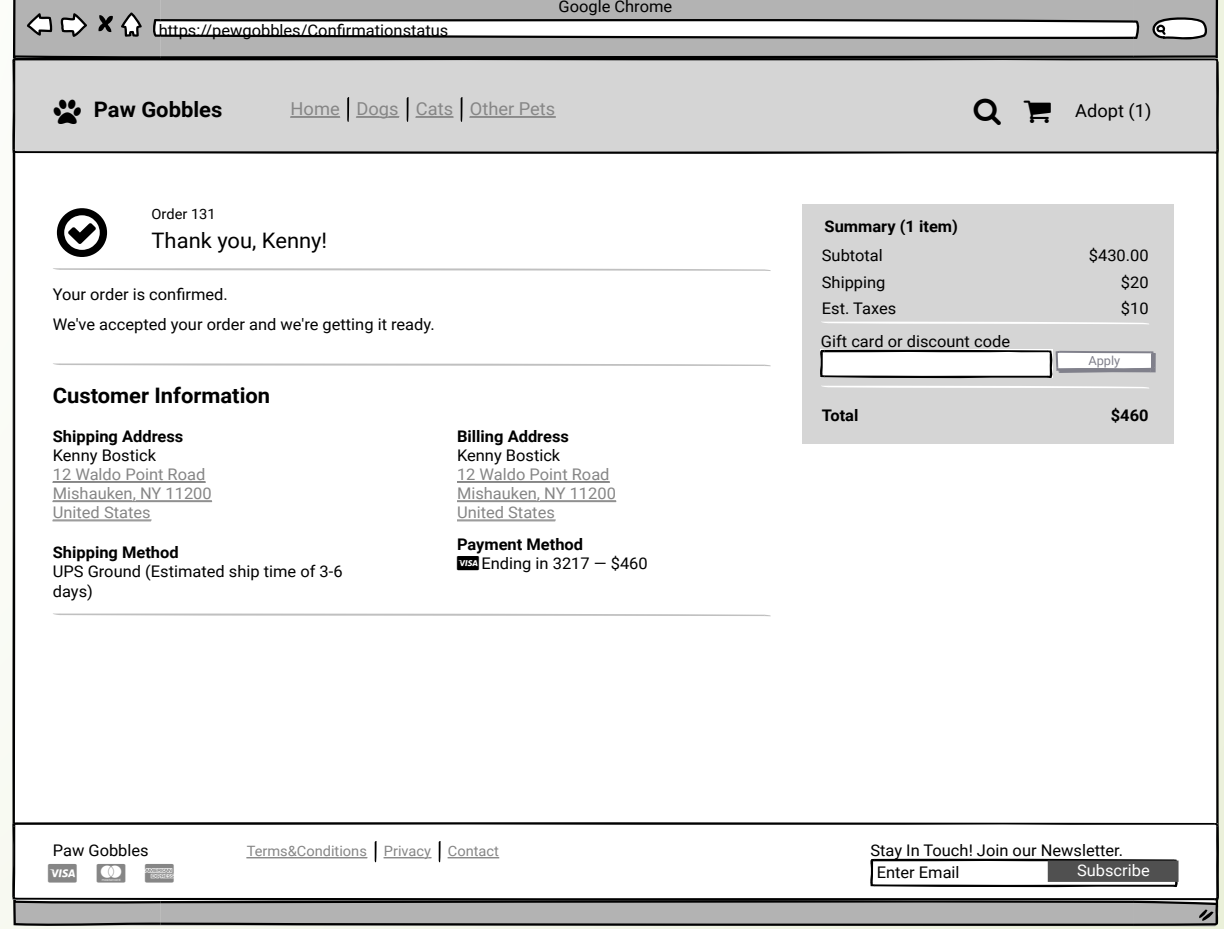 Google Chrome
https://pewgobbles/Confirmationstatus
Paw Gobbles
Home
Dogs
Cats
Other Pets
Adopt (1)
Order 131
Thank you, Kenny!
Your order is confirmed.
We've accepted your order and we're getting it ready.
Customer Information
Shipping Address
Kenny Bostick
12 Waldo Point Road
Mishauken, NY 11200
United States
Shipping Method
UPS Ground (Estimated ship time of 3-6
days)
Billing Address
Kenny Bostick
12 Waldo Point Road
Mishauken, NY 11200
United States
Payment Method
VISA Ending in 3217 — $460
Summary (1 item)
Subtotal $430.00
Shipping $20
Est. Taxes $10
Gift card or discount code
Apply
Total $460
Paw Gobbles
VISA
Terms&Conditions
Privacy
Contact
Stay In Touch! Join our Newsletter.
Enter Email
Subscribe